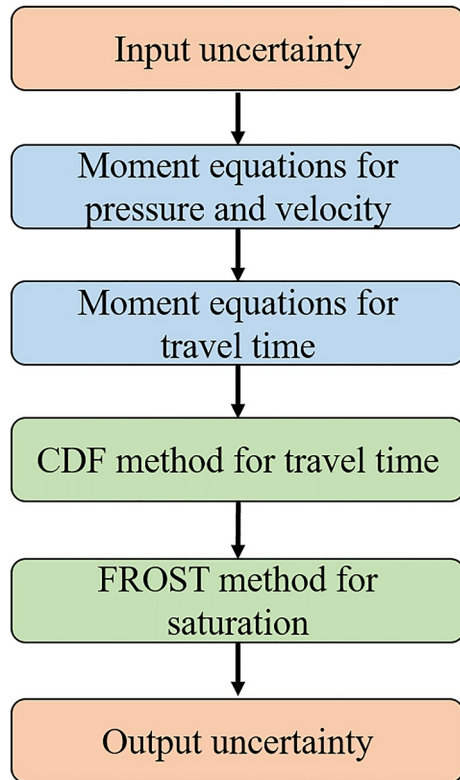 Input uncertainty
Moment equations for
pressure and velocity
Moment equations for
travel time
CDF method for travel time
FROST method for
saturation
Output uncertainty